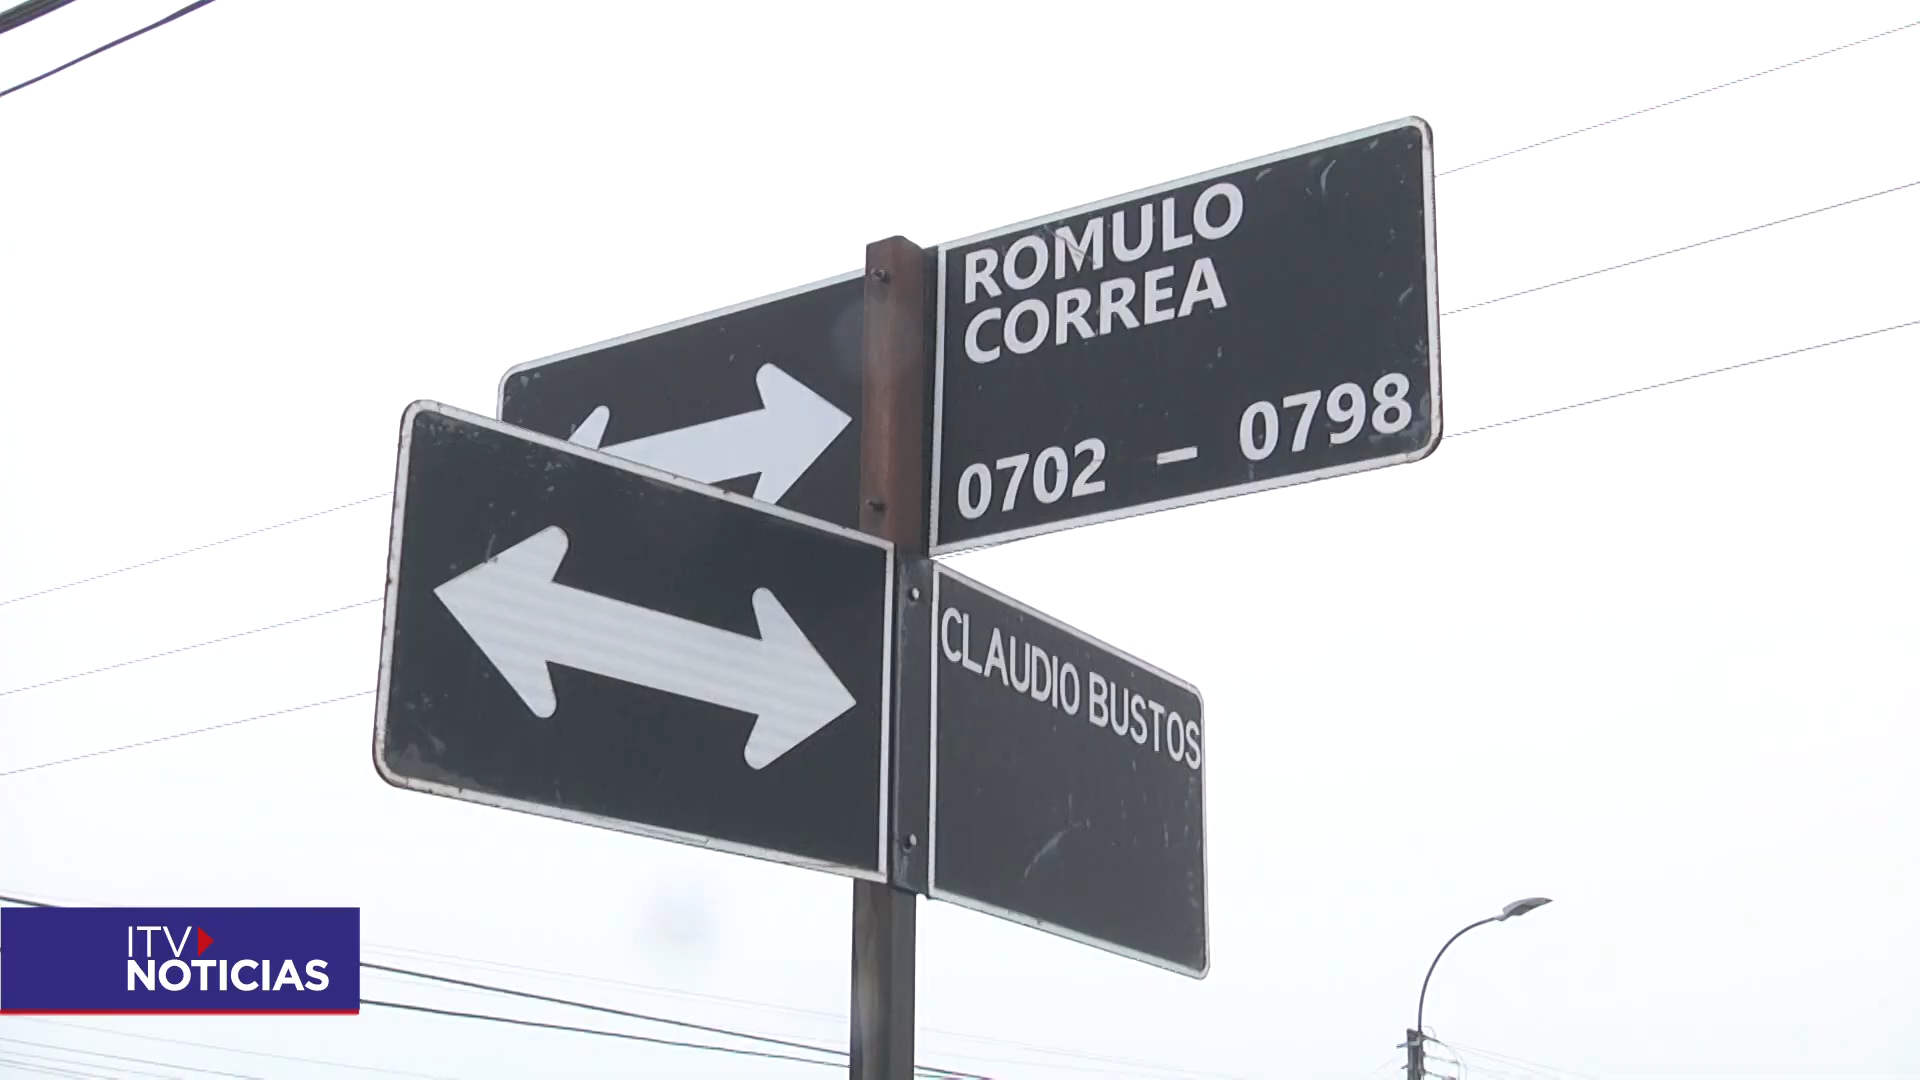 ROMULO
CORREA
0702 – 0798
CLAUDIO BUSTOS
ITV
NOTICIAS